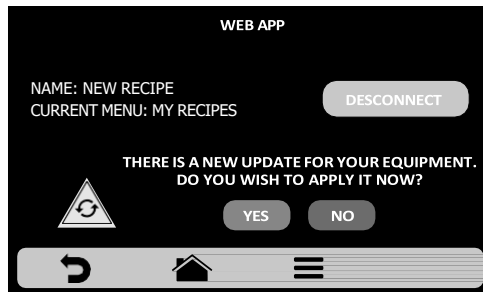 WEB APP
NAME: NEW RECIPE
CURRENT MENU: MY RECIPES
DESCONNECT
THERE IS A NEW UPDATE FOR YOUR EQUIPMENT.
DO YOU WISH TO APPLY IT NOW?
YES
NO